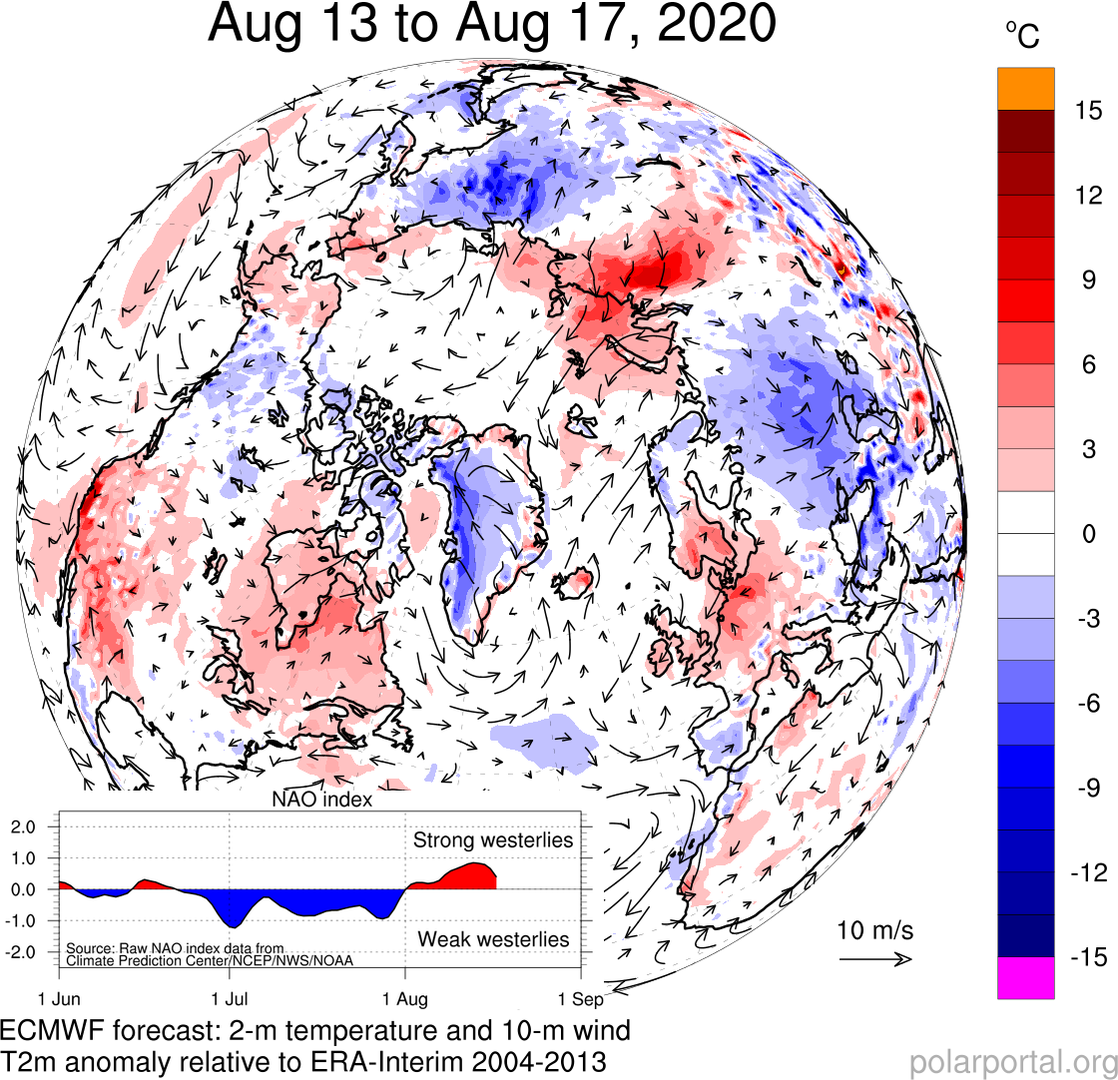 Aug 13 to Aug 17, 2020
°C
15
12
9
6
3
0
-3
-6
-9
-12
-15
10 m/s
NAO index
2.0
1.0
0.0
-1.0
-2.0
Strong westerlies
Weak westerlies
Source: Raw NAO index data from
Climate Prediction Center/NCEP/NWS/NOAA
1 Jun
1 Jul
1 Aug
1 Sep
ECMWF forecast: 2-m temperature and 10-m wind
T2m anomaly relative to ERA-Interim 2004-2013
polarportal.org